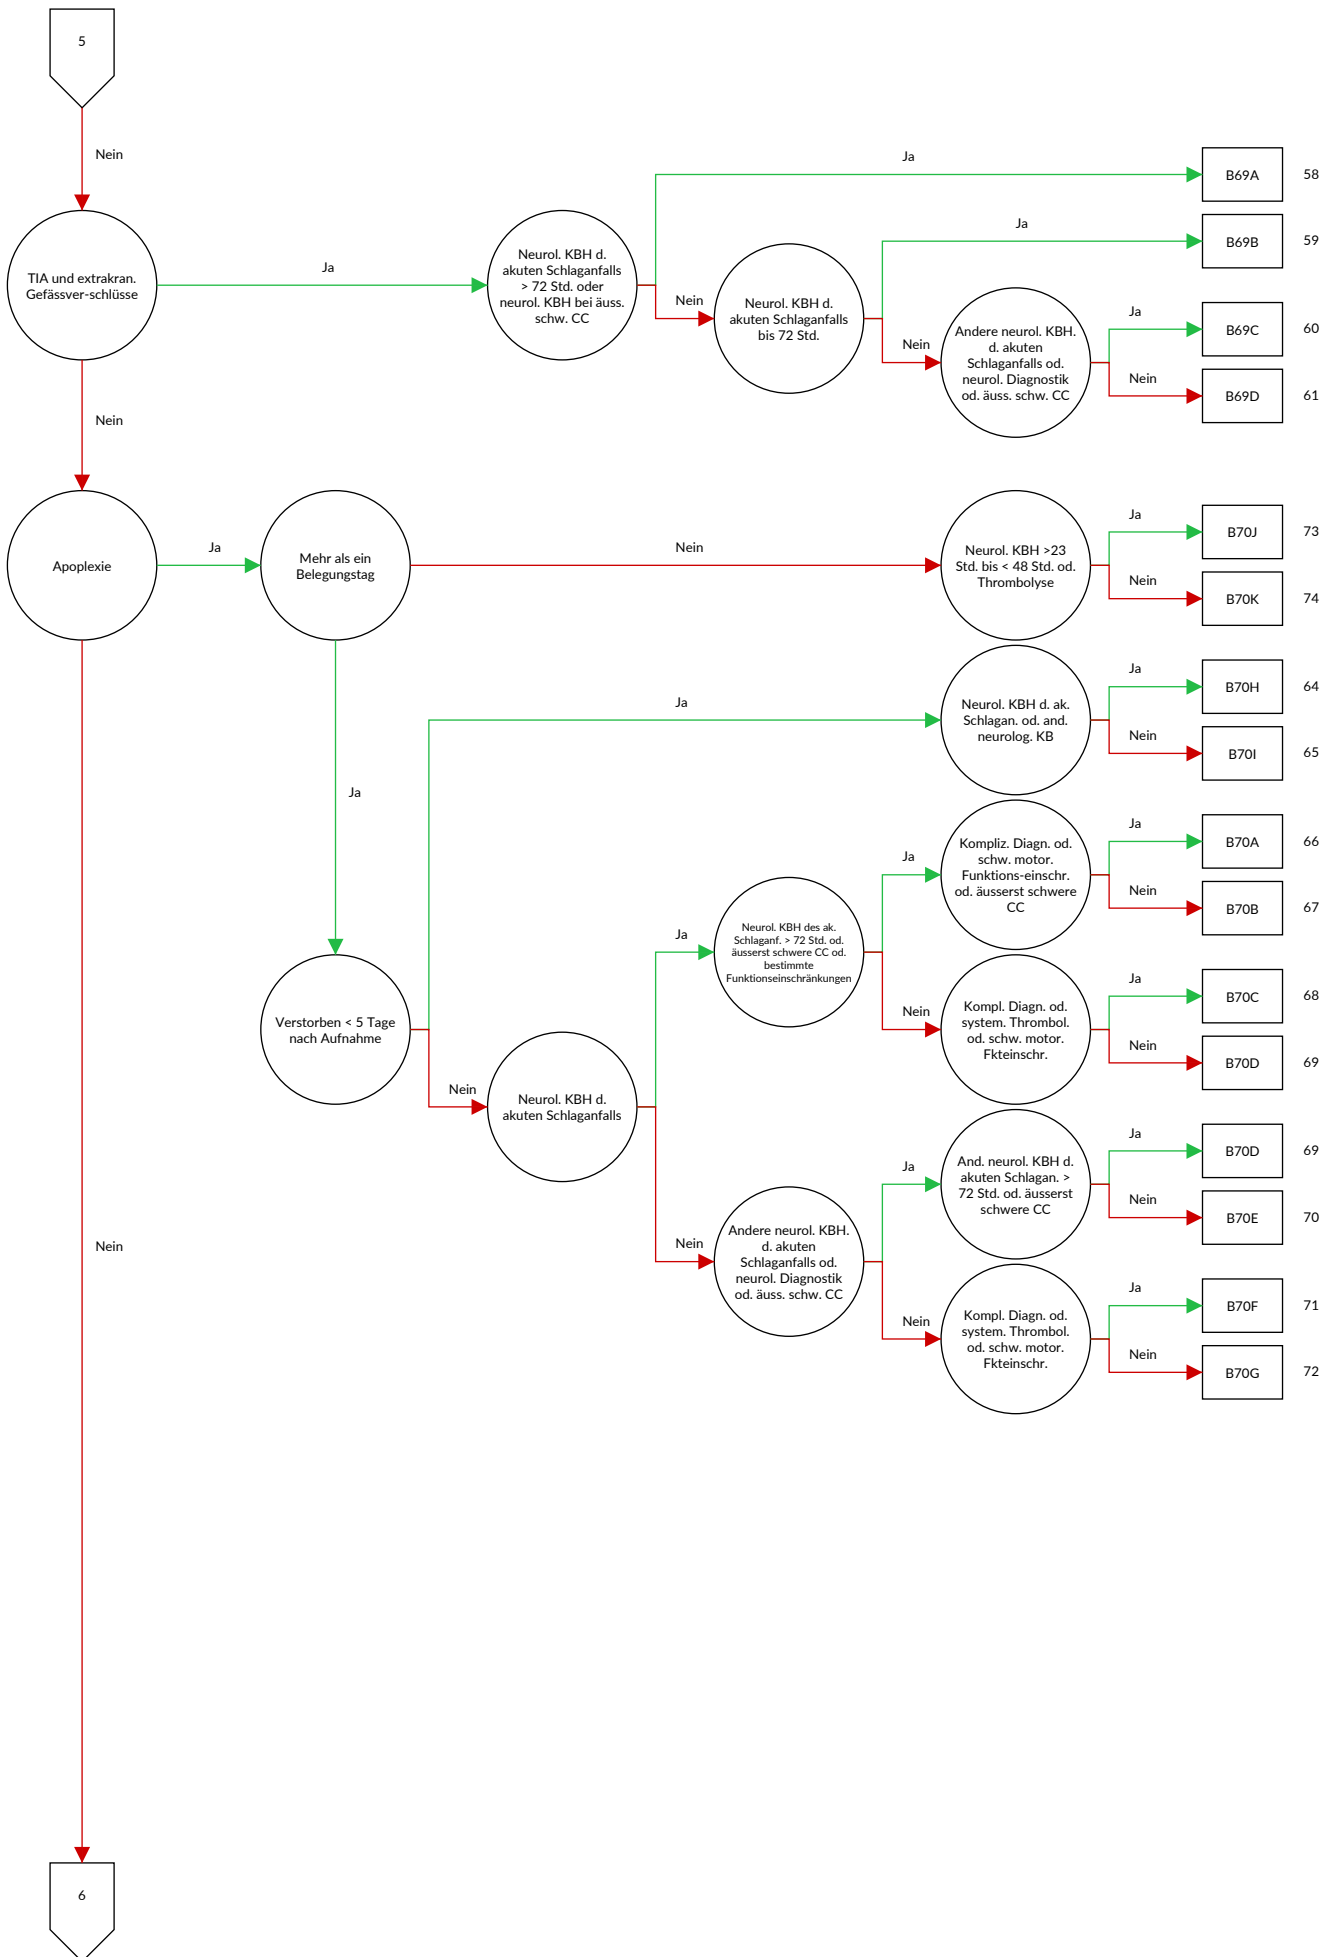 5
Nein
TIA und extrakran.
Gefässver-schlüsse
Ja
Neurol. KBH d.
akuten Schlaganfalls
> 72 Std. oder
neurol. KBH bei äuss.
schw. CC
Ja
B69A
58
Nein
Neurol. KBH d.
akuten Schlaganfalls
bis 72 Std.
Ja
B69B
59
Nein
Andere neurol. KBH.
d. akuten
Schlaganfalls od.
neurol. Diagnostik
od. äuss. schw. CC
Ja
B69C
60
Nein
B69D
61
Nein
Apoplexie
Ja
Mehr als ein
Belegungstag
Nein
Neurol. KBH >23
Std. bis < 48 Std. od.
Thrombolyse
Ja
B70J
73
Nein
B70K
74
Ja
Verstorben < 5 Tage
nach Aufnahme
Ja
Neurol. KBH d. ak.
Schlagan. od. and.
neurolog. KB
Ja
B70H
64
Nein
B70I
65
Nein
Neurol. KBH d.
akuten Schlaganfalls
Ja
Neurol. KBH des ak.
Schlaganf. > 72 Std. od.
äusserst schwere CC od.
bestimmte
Funktionseinschränkungen
Ja
Kompliz. Diagn. od.
schw. motor.
Funktions-einschr.
od. äusserst schwere
CC
Ja
B70A
66
Nein
B70B
67
Nein
Kompl. Diagn. od.
system. Thrombol.
od. schw. motor.
Fkteinschr.
Ja
B70C
68
Nein
B70D
69
Nein
Andere neurol. KBH.
d. akuten
Schlaganfalls od.
neurol. Diagnostik
od. äuss. schw. CC
Ja
And. neurol. KBH d.
akuten Schlagan. >
72 Std. od. äusserst
schwere CC
Ja
B70D
69
Nein
B70E
70
Nein
Kompl. Diagn. od.
system. Thrombol.
od. schw. motor.
Fkteinschr.
Ja
B70F
71
Nein
B70G
72
Nein
6